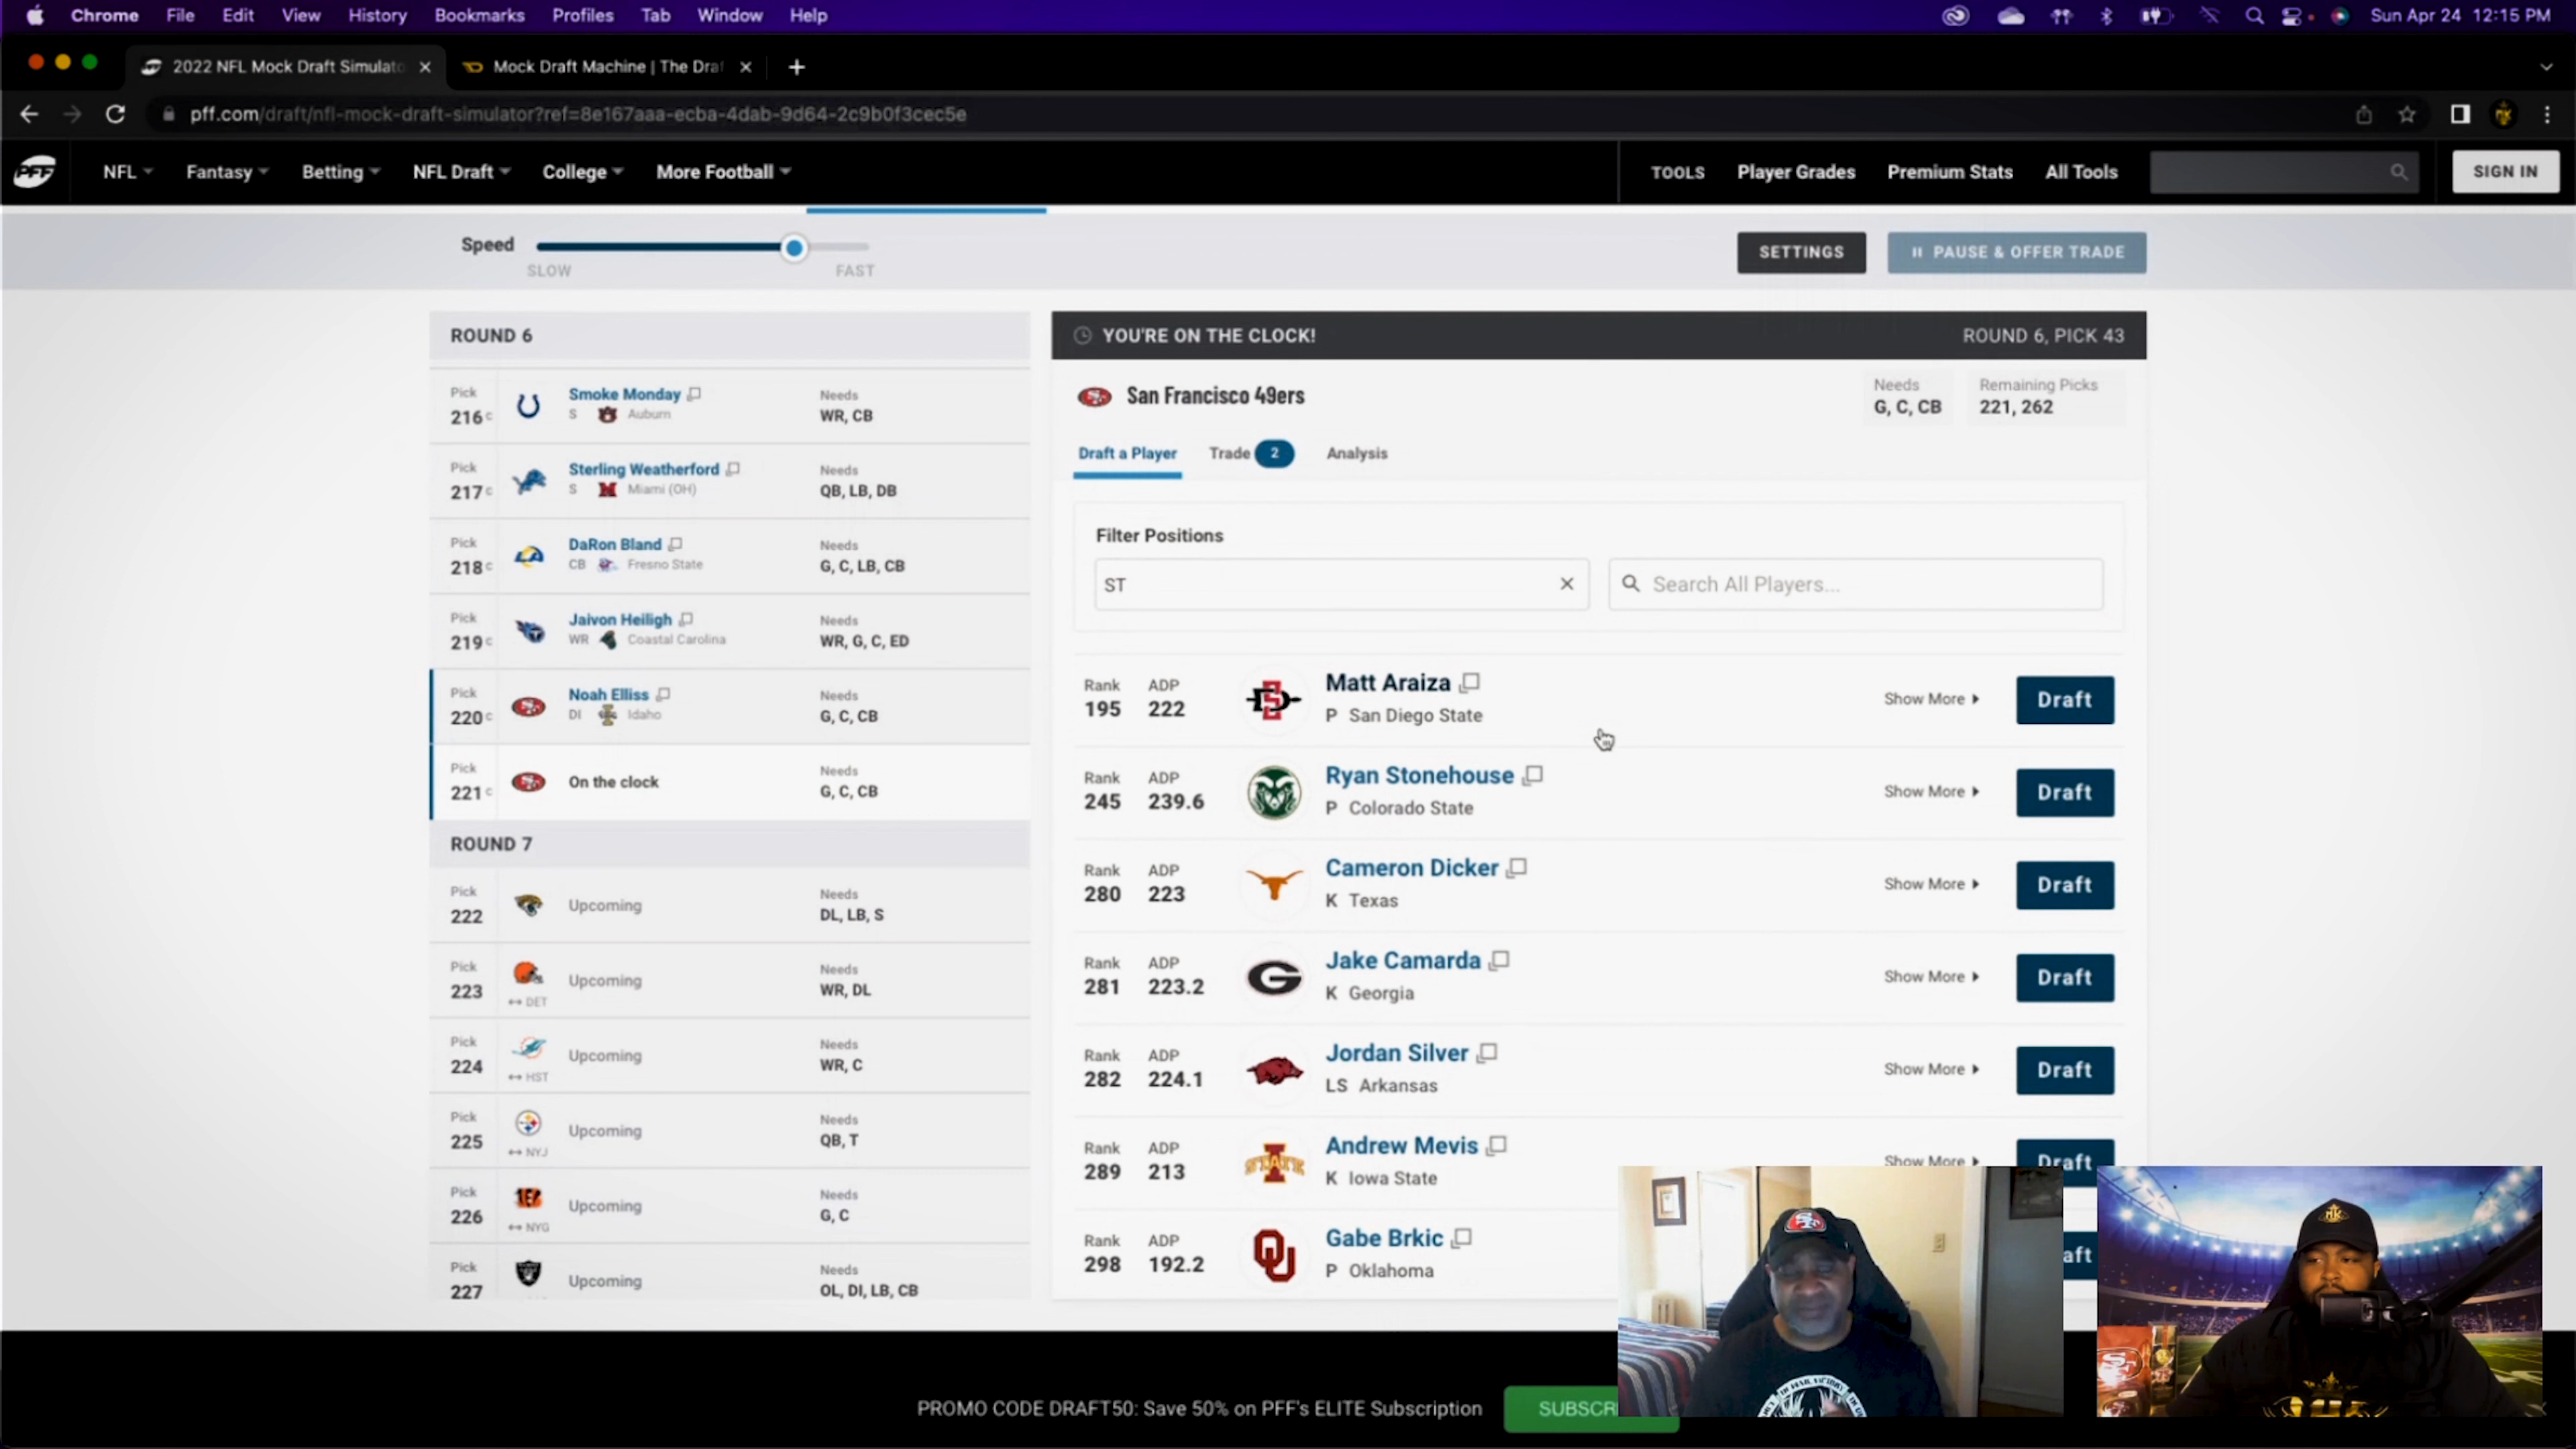 Chrome File Edit View History Bookmarks Profiles Tab Window Help Sun Apr 24 12:15 PM
2022 NFL Mock Draft Simulato Mock Draft Machine | The Dra
pff.com/draft/nfl-mock-draft-simulator?ref=8e167aaa-ecba-4dab-9d64-2c9b0f3cec5e
PFF NFL Fantasy Betting NFL Draft College More Football TOOLS Player Grades Premium Stats All Tools SIGN IN
Speed SLOW FAST SETTINGS PAUSE & OFFER TRADE
ROUND 6
Pick 216 c Smoke Monday Needs
S Auburn WR, CB
Pick 217 c Sterling Weatherford Needs
S Miami (OH) QB, LB, DB
Pick 218 c DaRon Bland Needs
CB Fresno State G, C, LB, CB
Pick 219 c Jaivon Heiligh Needs
WR Coastal Carolina WR, G, C, ED
Pick 220 c Noah Elliss Needs
DI Idaho G, C, CB
Pick 221 c On the clock Needs
G, C, CB
ROUND 7
Pick 222 Upcoming Needs
DL, LB, S
Pick 223 Upcoming Needs
↔ DET WR, DL
Pick 224 Upcoming Needs
↔ HST WR, C
Pick 225 Upcoming Needs
↔ NYJ QB, T
Pick 226 Upcoming Needs
↔ NYG G, C
Pick 227 Upcoming Needs
OL, DI, LB, CB
YOU'RE ON THE CLOCK! ROUND 6, PICK 43
San Francisco 49ers Needs Remaining Picks
G, C, CB 221, 262
Draft a Player Trade 2 Analysis
Filter Positions
ST Search All Players...
Rank ADP Matt Araiza Show More Draft
195 222 P San Diego State
Rank ADP Ryan Stonehouse Show More Draft
245 239.6 P Colorado State
Rank ADP Cameron Dicker Show More Draft
280 223 K Texas
Rank ADP Jake Camarda Show More Draft
281 223.2 K Georgia
Rank ADP Jordan Silver Show More Draft
282 224.1 LS Arkansas
Rank ADP Andrew Mevis Show More Draft
289 213 K Iowa State
Rank ADP Gabe Brkic aft
298 192.2 P Oklahoma
PROMO CODE DRAFT50: Save 50% on PFF's ELITE Subscription SUBSCRI